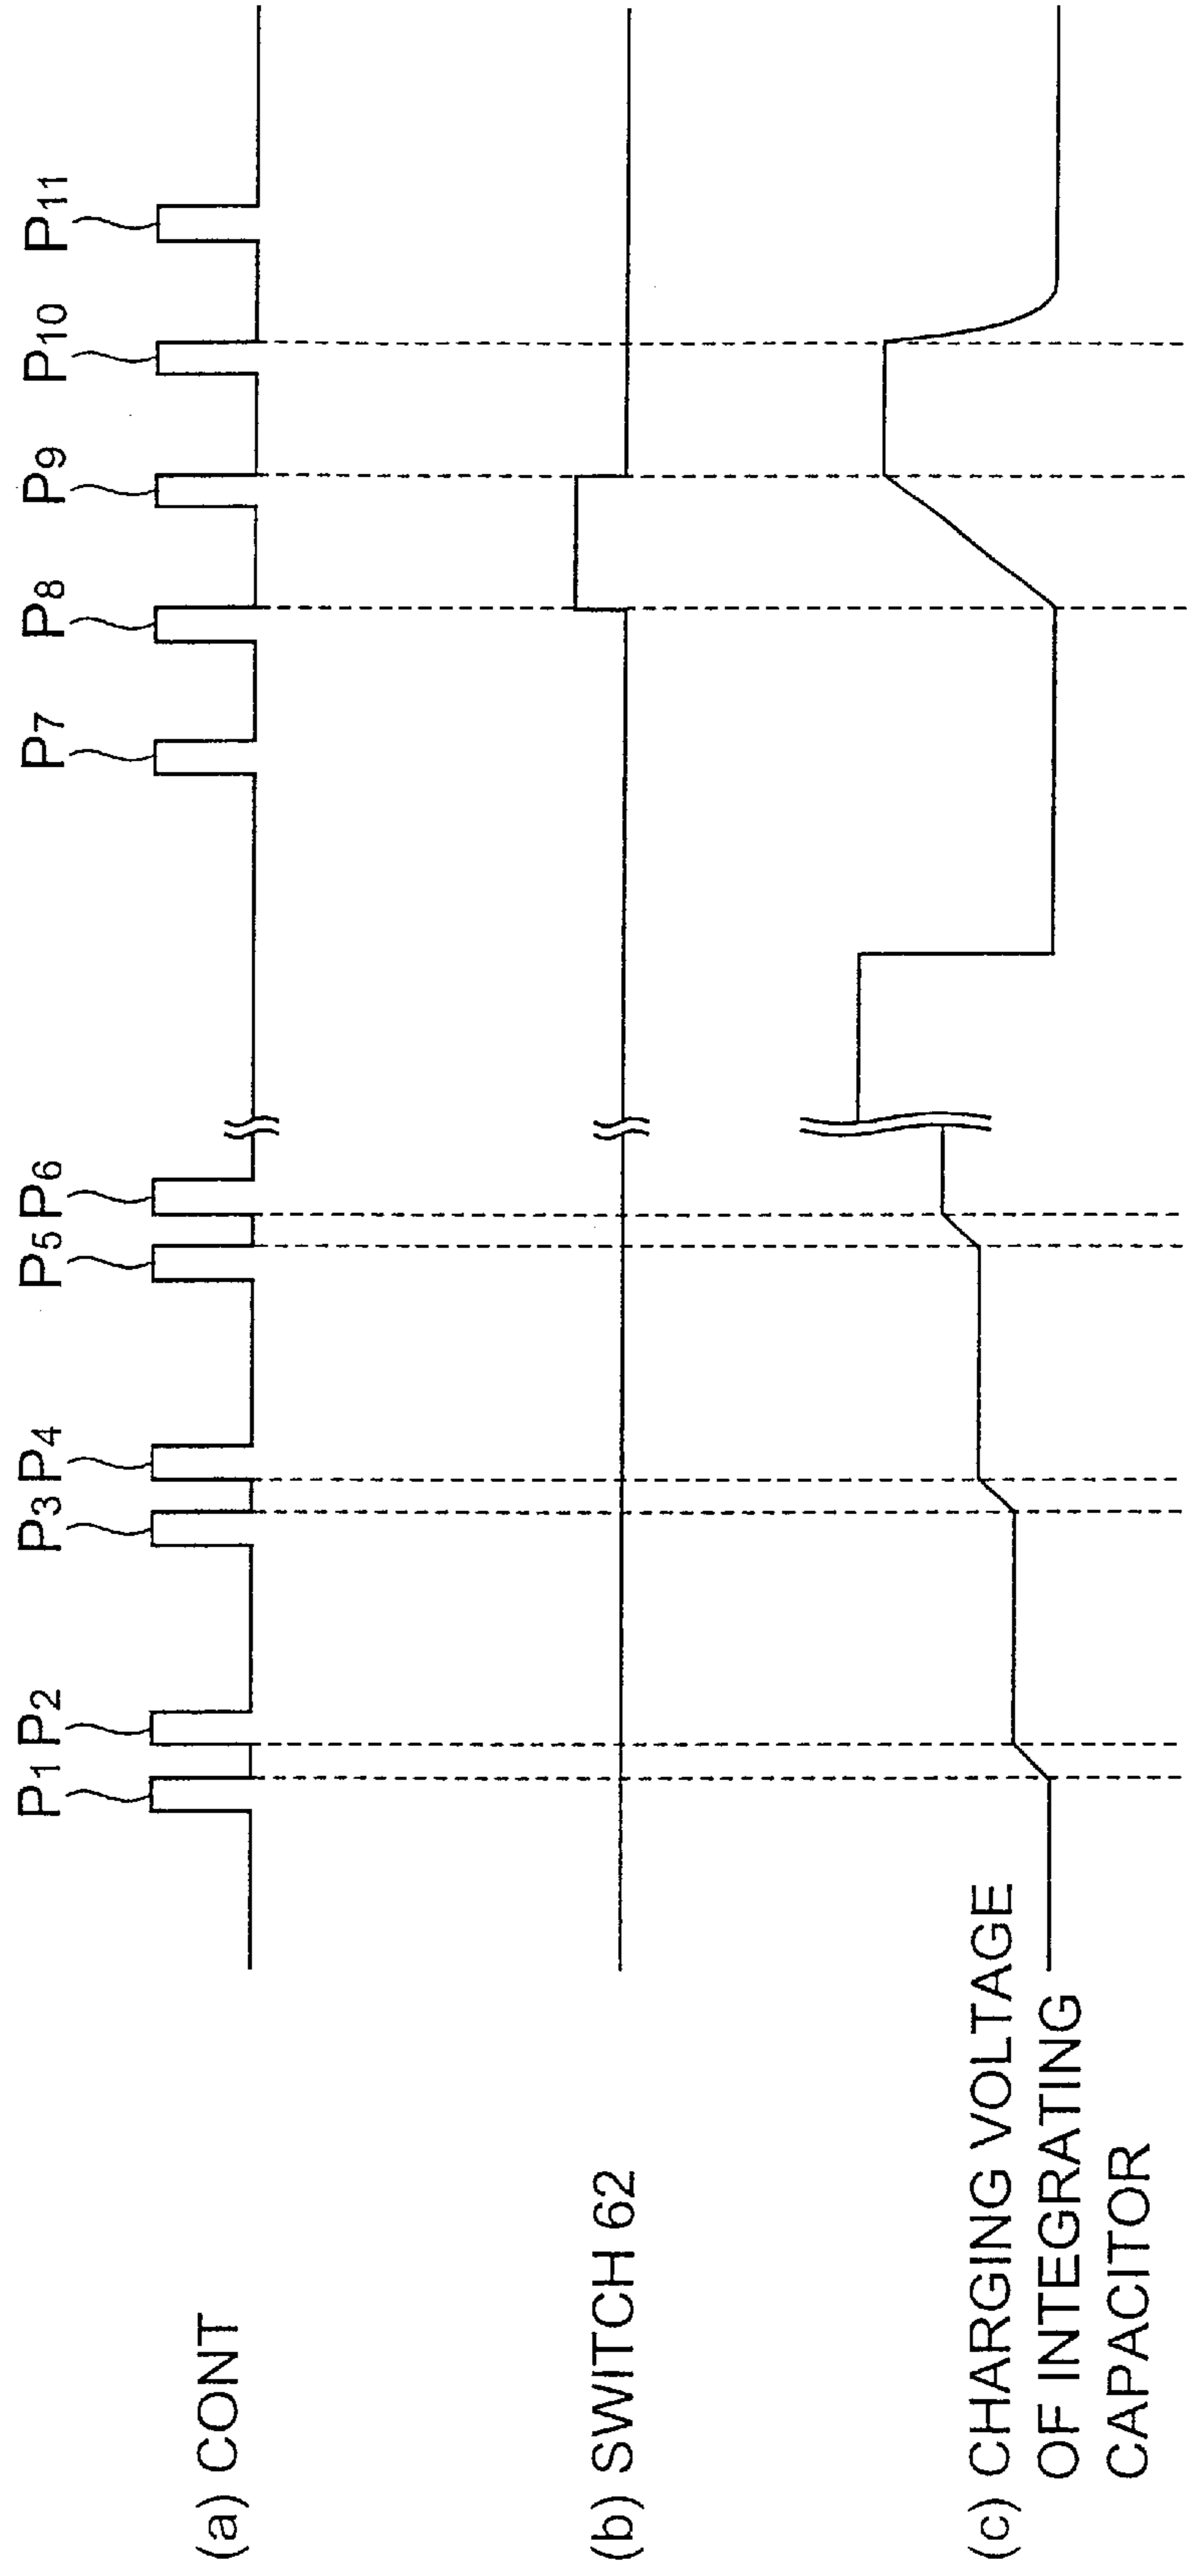 P1 P2 P3 P4 P5 P6 P7 P8 P9 P10 P11
(a) CONT
(b) SWITCH 62
(c) CHARGING VOLTAGE
OF INTEGRATING
CAPACITOR